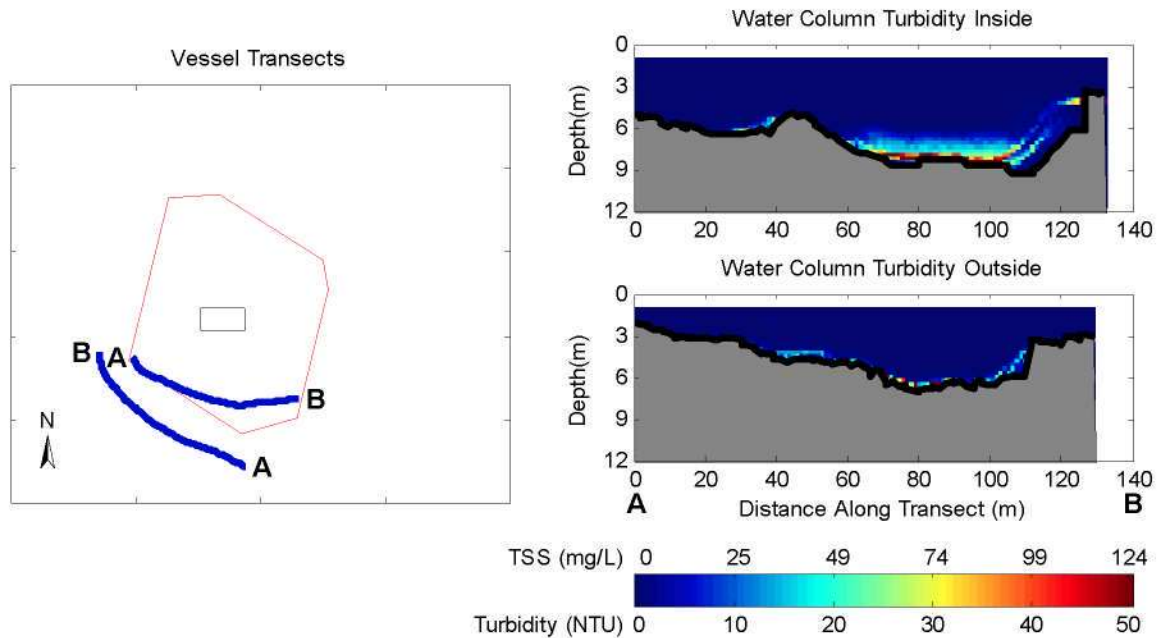 Vessel Transects
B A
B
A
N
Water Column Turbidity Inside
Depth(m)
0
3
6
9
12
0 20 40 60 80 100 120 140
Water Column Turbidity Outside
Depth(m)
0
3
6
9
12
0 20 40 60 80 100 120 140
A Distance Along Transect (m) B
TSS (mg/L) 0 25 49 74 99 124
Turbidity (NTU) 0 10 20 30 40 50